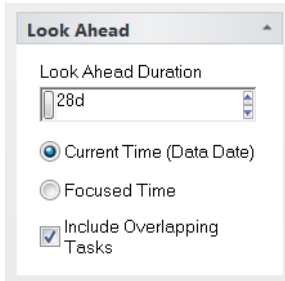 Look Ahead
Look Ahead Duration
28d
Current Time (Data Date)
Focused Time
Include Overlapping
Tasks